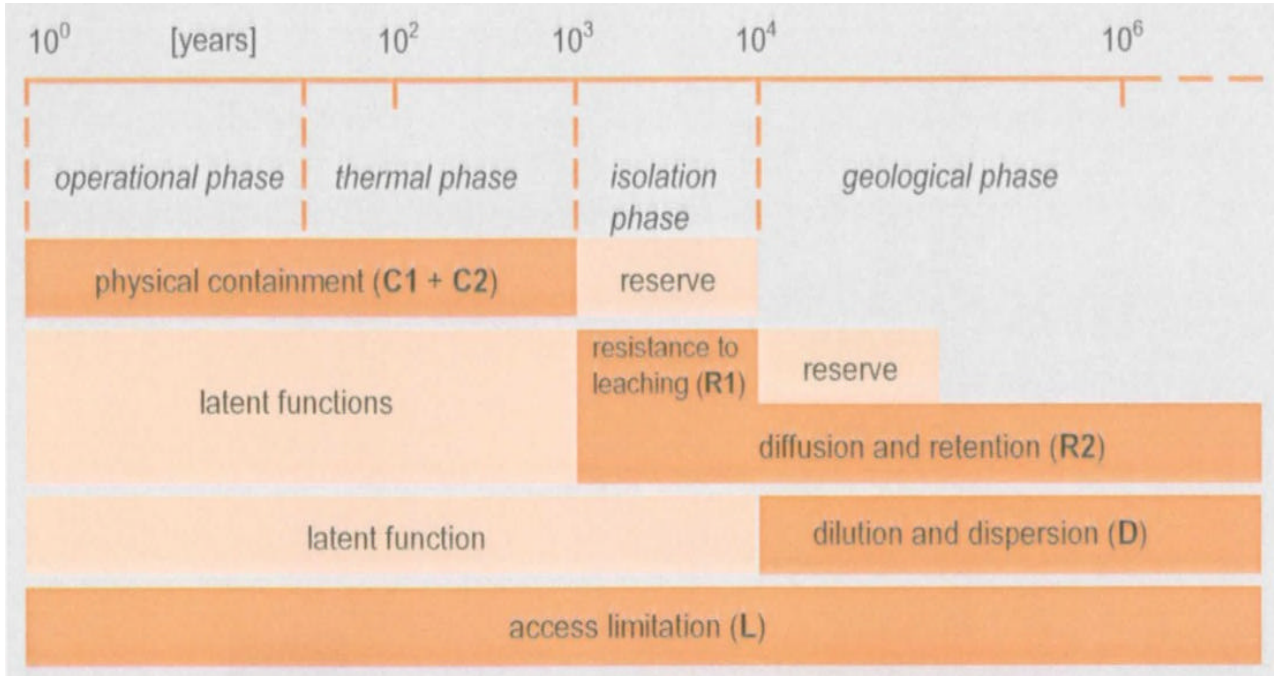 10⁰ [years] 10² 10³ 10⁴ 10⁶
operational phase thermal phase isolation phase geological phase
physical containment (C1 + C2) reserve
resistance to
leaching (R1) reserve
latent functions
diffusion and retention (R2)
latent function dilution and dispersion (D)
access limitation (L)